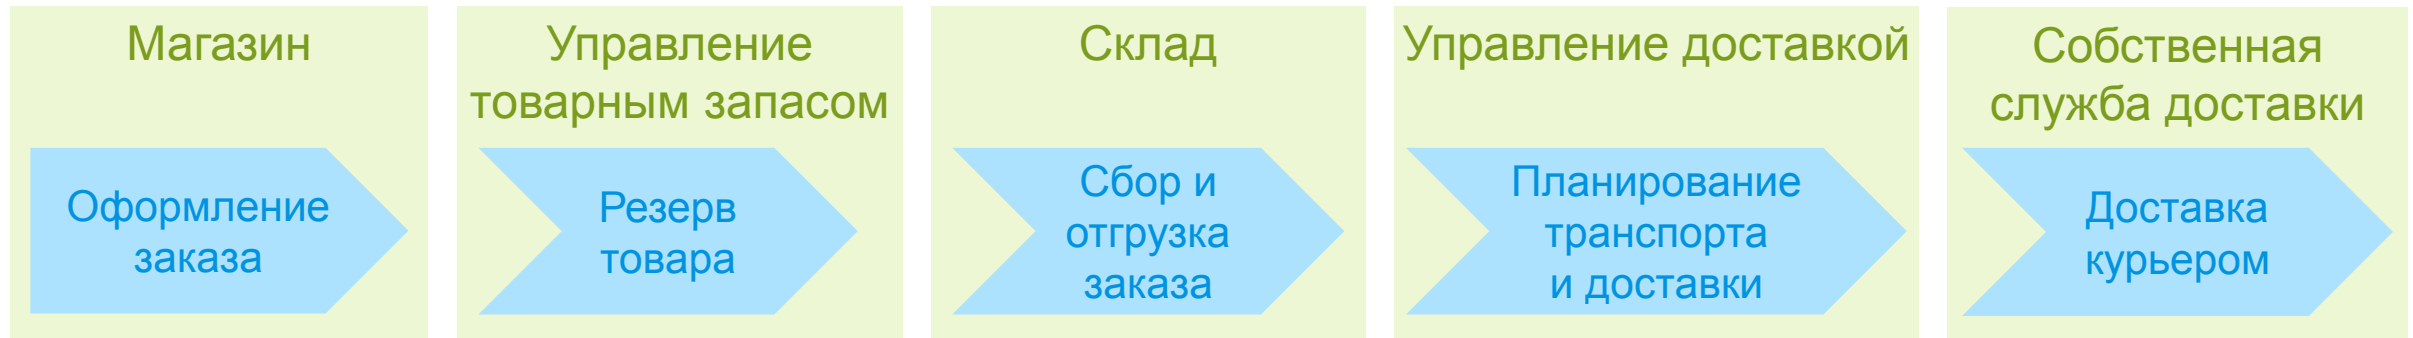 Магазин
Оформление
заказа
Управление
товарным запасом
Резерв
товара
Склад
Сбор и
отгрузка
заказа
Управление доставкой
Планирование
транспорта
и доставки
Собственная
служба доставки
Доставка
курьером